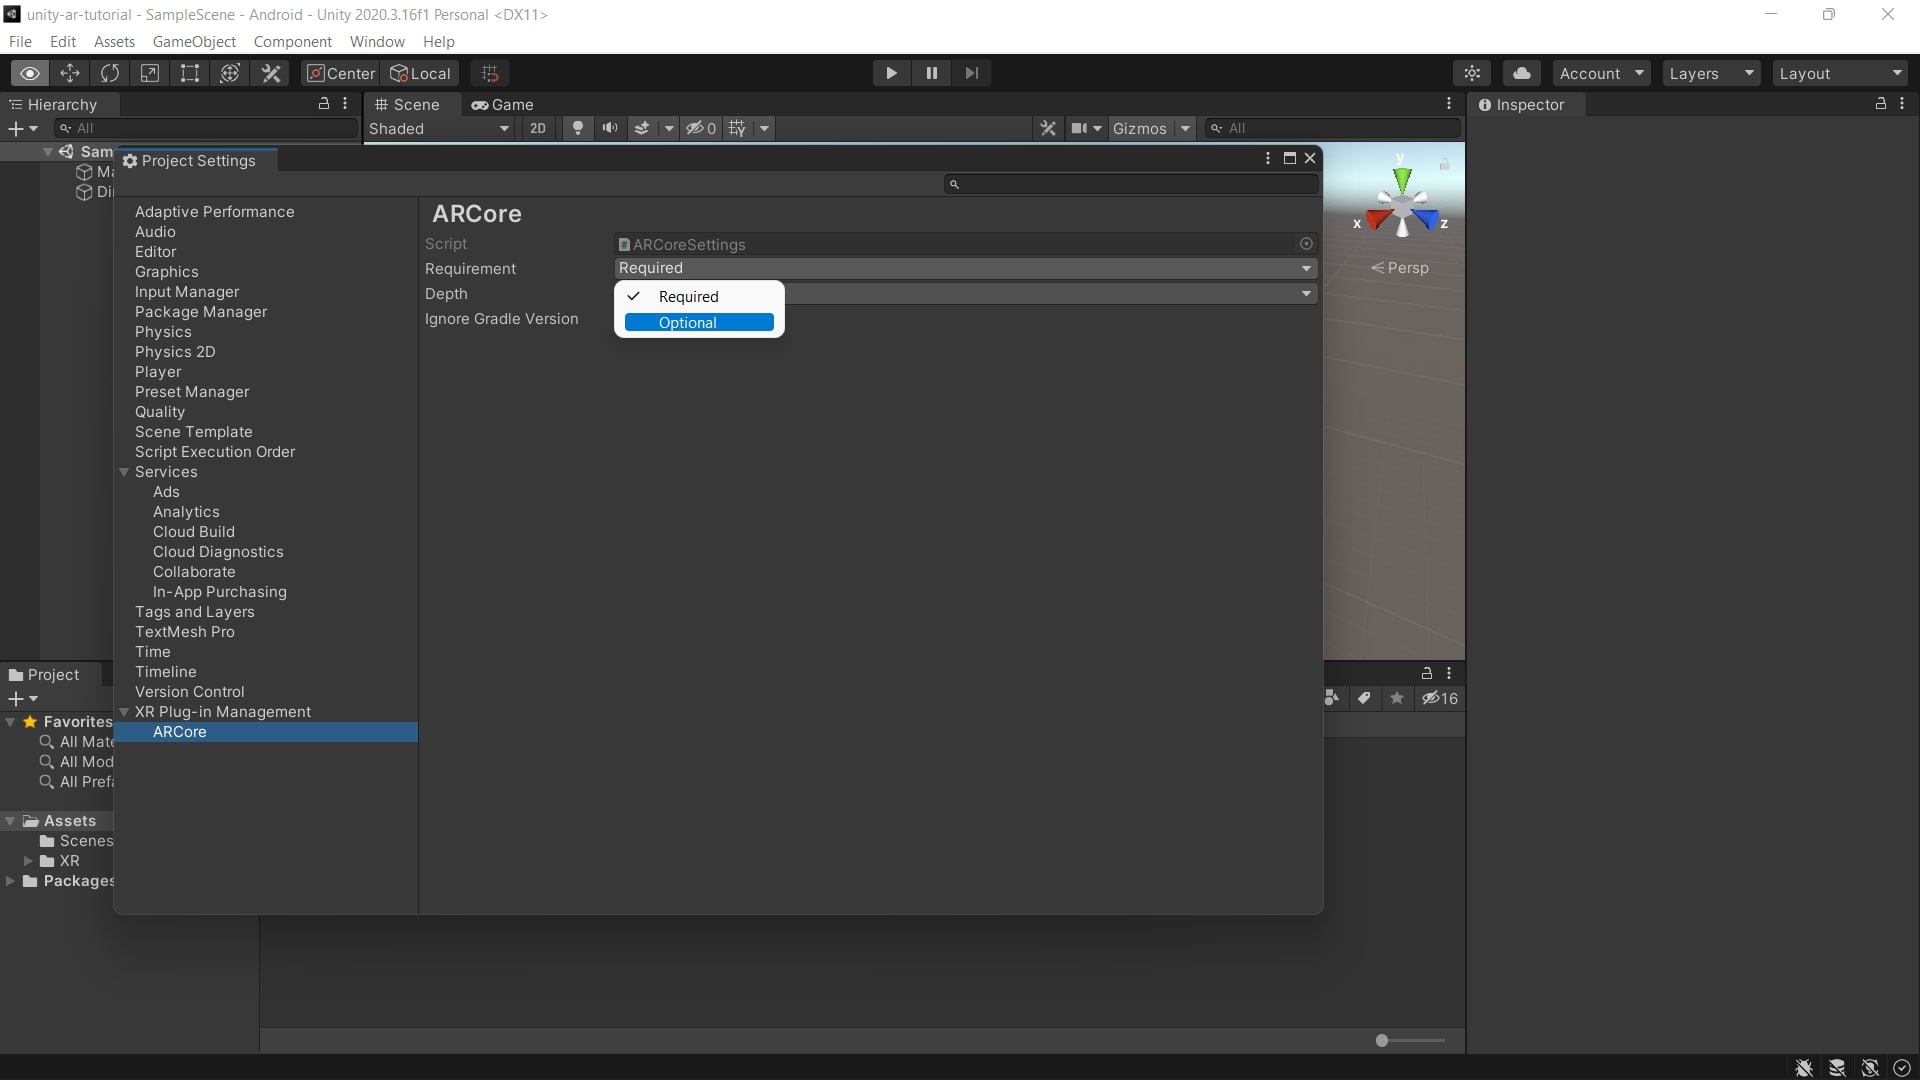 unity-ar-tutorial - SampleScene - Android - Unity 2020.3.16f1 Personal <DX11>
File Edit Assets GameObject Component Window Help
Center Local Account Layers Layout
Hierarchy Scene Game Inspector
All Shaded 2D 0 Gizmos All
Project Settings
y
x z
Persp
Adaptive Performance
Audio
Editor
Graphics
Input Manager
Package Manager
Physics
Physics 2D
Player
Preset Manager
Quality
Scene Template
Script Execution Order
Services
Ads
Analytics
Cloud Build
Cloud Diagnostics
Collaborate
In-App Purchasing
Tags and Layers
TextMesh Pro
Time
Timeline
Version Control
XR Plug-in Management
ARCore
ARCore
Script ARCoreSettings
Requirement Required
Depth
Ignore Gradle Version
Required
Optional
Project
16
Favorites
All Mate
All Mod
All Prefa
Assets
Scenes
XR
Packages